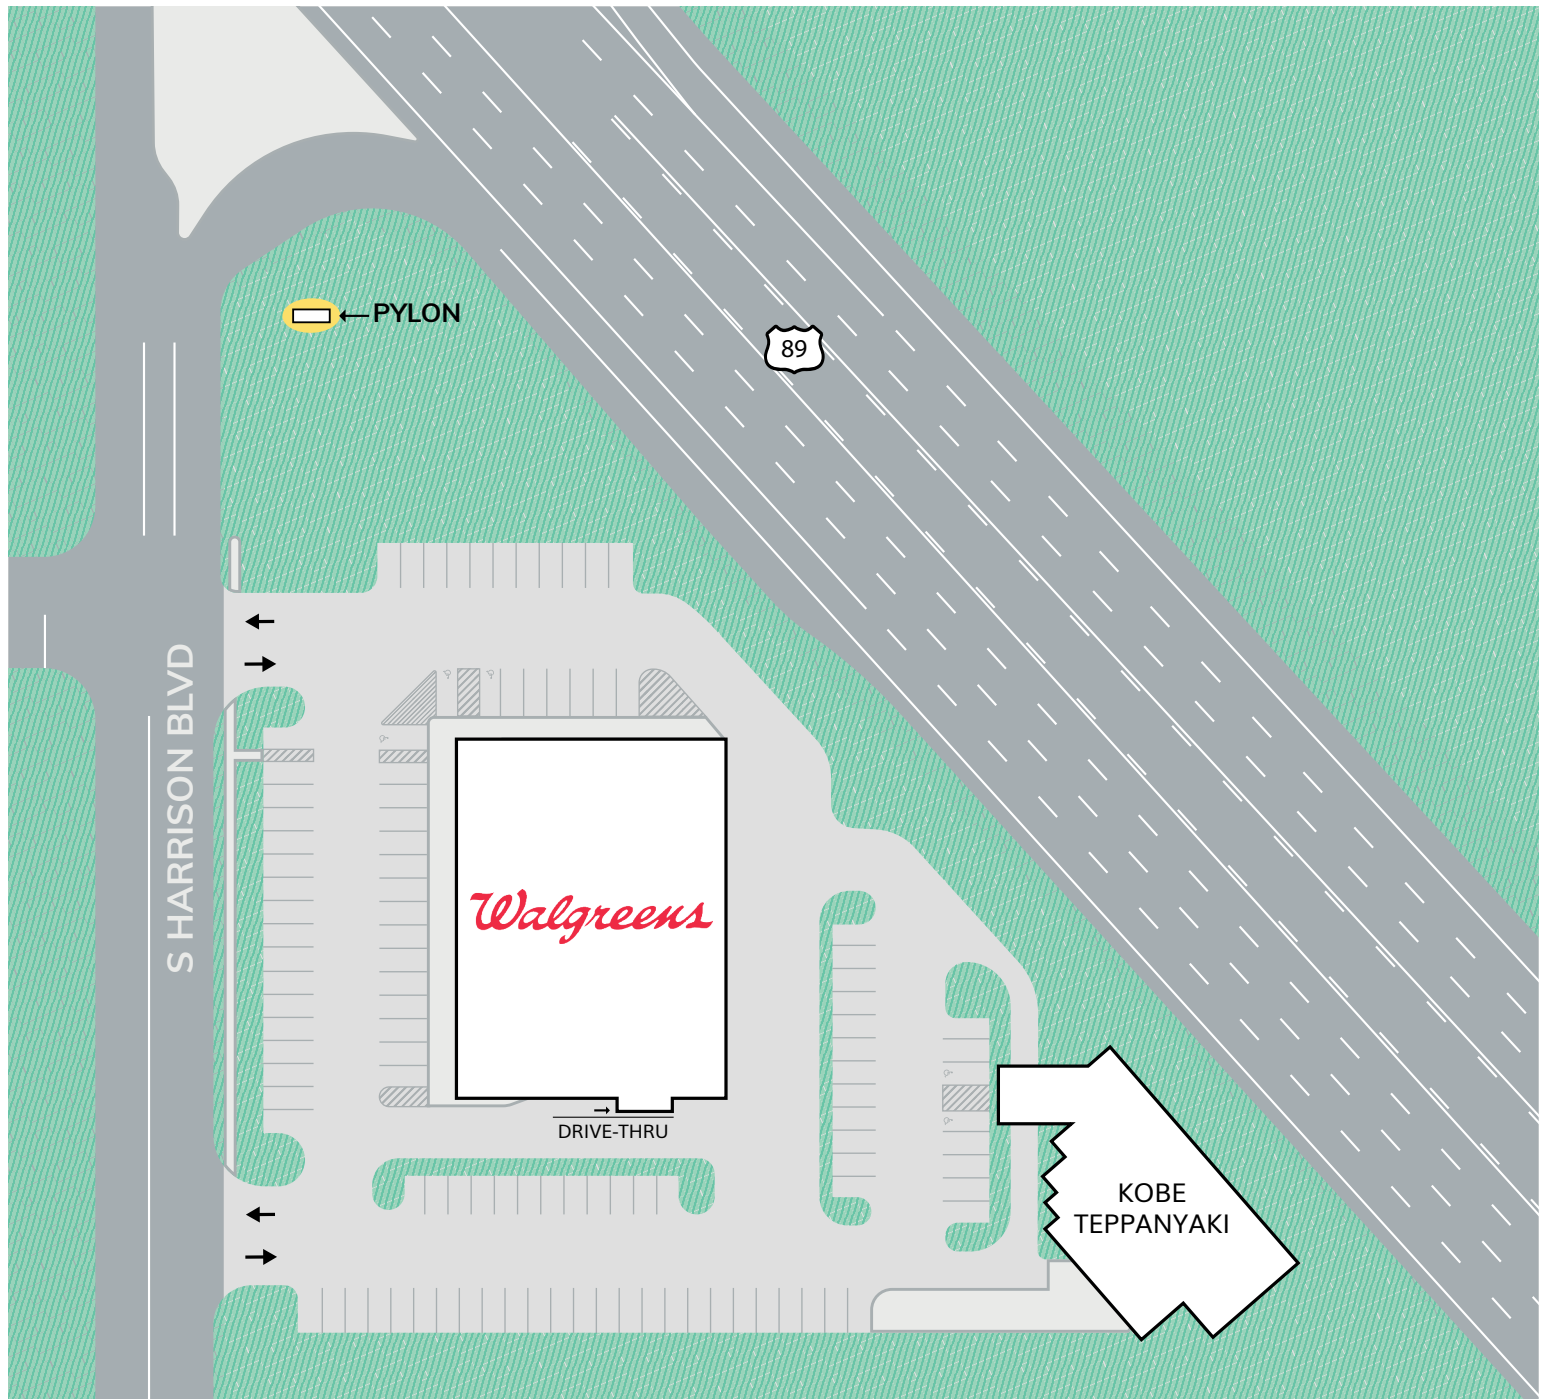 PYLON
89
S HARRISON BLVD
Walgreens
DRIVE-THRU
KOBE
TEPPANYAKI